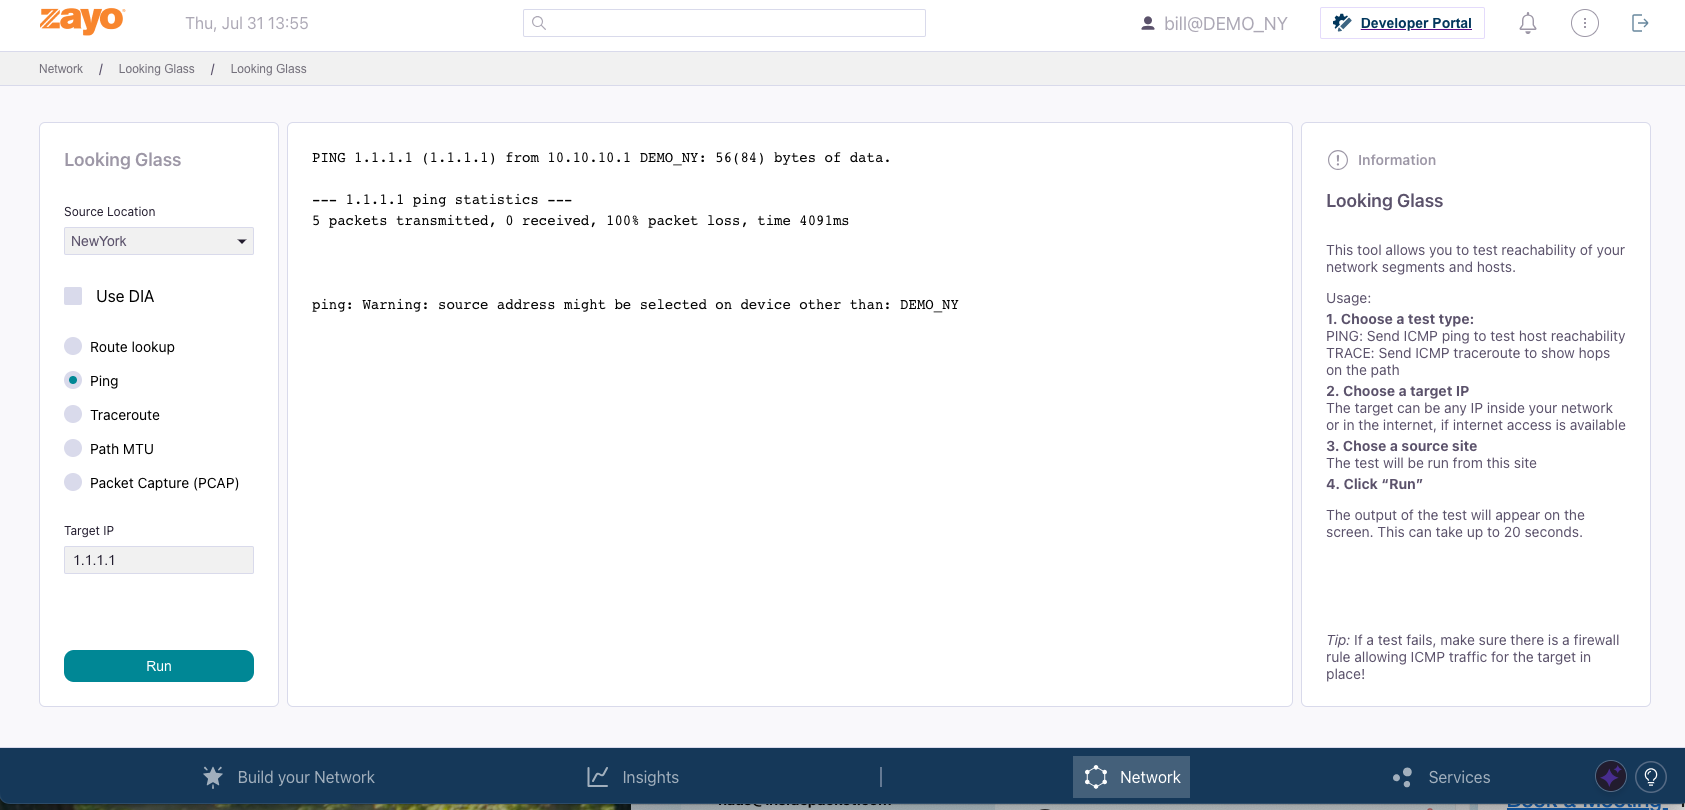 zayo
Thu, Jul 31 13:55
bill@DEMO_NY
Developer Portal
Network / Looking Glass / Looking Glass
Looking Glass
Source Location
NewYork
Use DIA
Route lookup
Ping
Traceroute
Path MTU
Packet Capture (PCAP)
Target IP
1.1.1.1
Run
PING 1.1.1.1 (1.1.1.1) from 10.10.10.1 DEMO_NY: 56(84) bytes of data.
--- 1.1.1.1 ping statistics ---
5 packets transmitted, 0 received, 100% packet loss, time 4091ms
ping: Warning: source address might be selected on device other than: DEMO_NY
Information
Looking Glass
This tool allows you to test reachability of your
network segments and hosts.
Usage:
1. Choose a test type:
PING: Send ICMP ping to test host reachability
TRACE: Send ICMP traceroute to show hops
on the path
2. Choose a target IP
The target can be any IP inside your network
or in the internet, if internet access is available
3. Chose a source site
The test will be run from this site
4. Click “Run”
The output of the test will appear on the
screen. This can take up to 20 seconds.
Tip: If a test fails, make sure there is a firewall
rule allowing ICMP traffic for the target in
place!
Build your Network
Insights
Network
Services